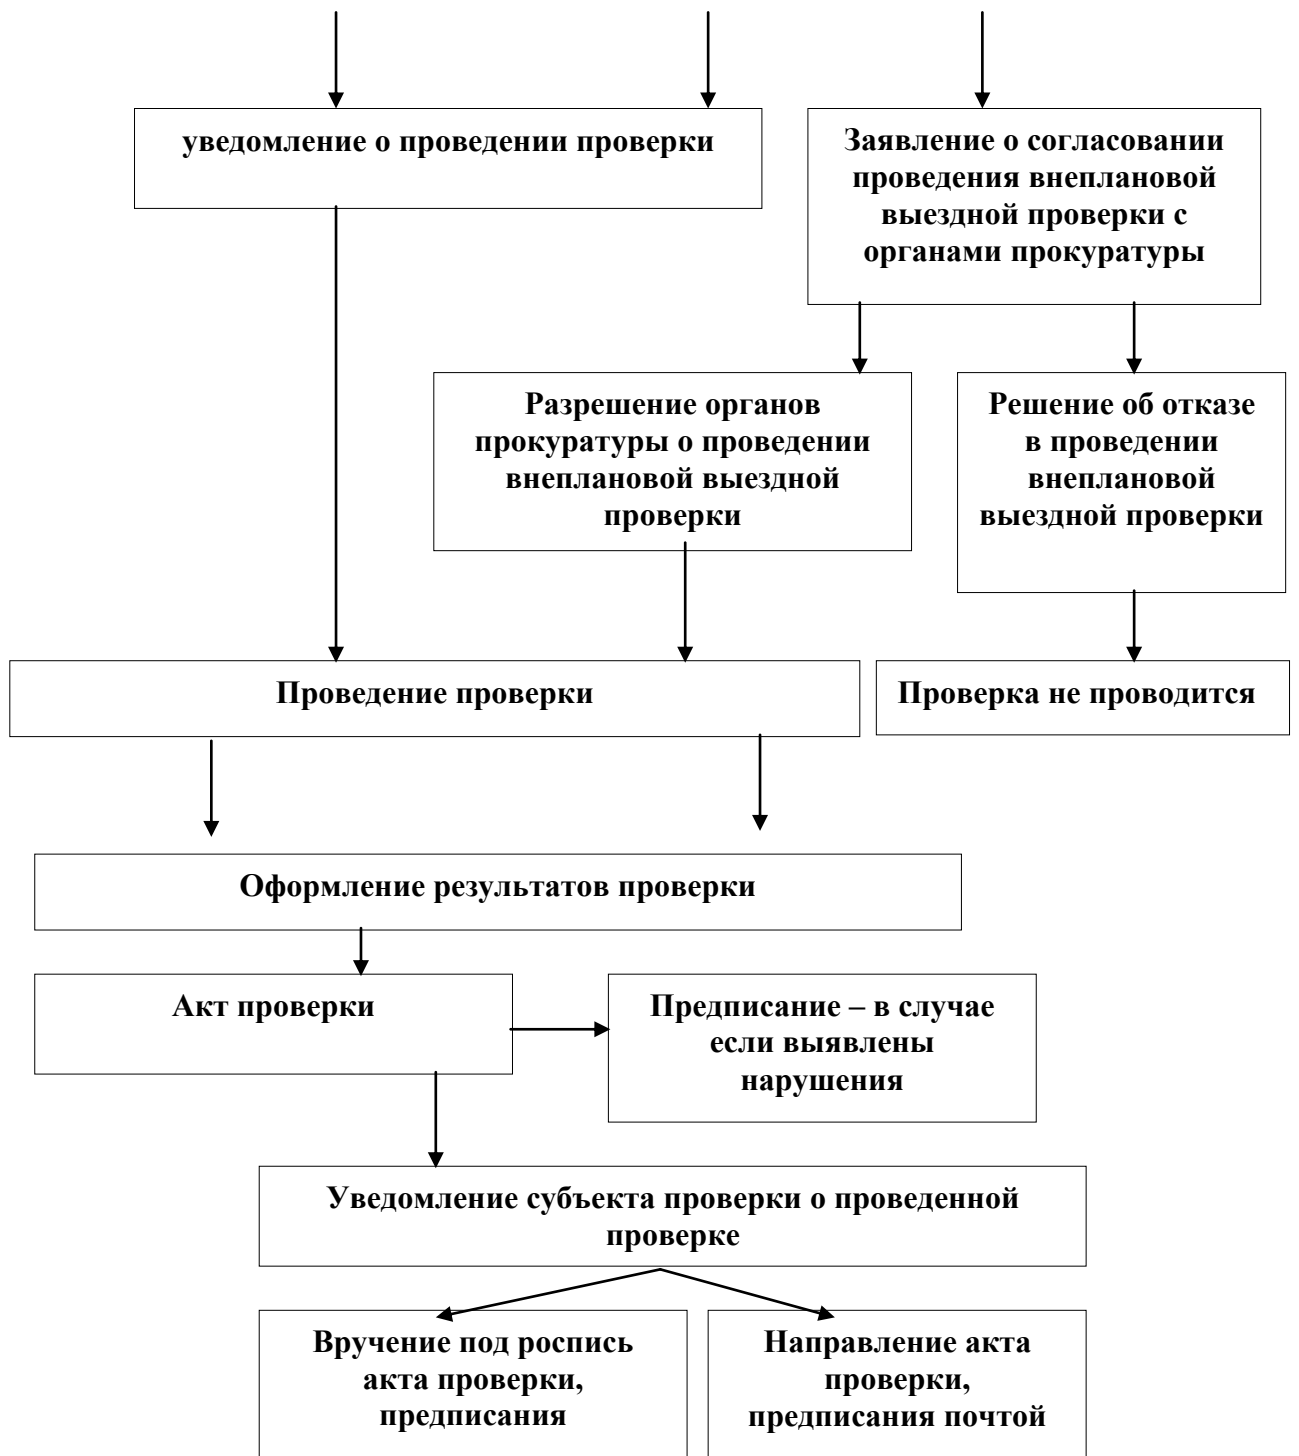 уведомление о проведении проверки
Заявление о согласовании
проведения внеплановой
выездной проверки с
органами прокуратуры
Разрешение органов
прокуратуры о проведении
внеплановой выездной
проверки
Решение об отказе
в проведении
внеплановой
выездной проверки
Проведение проверки
Проверка не проводится
Оформление результатов проверки
Акт проверки
Предписание – в случае
если выявлены
нарушения
Уведомление субъекта проверки о проведенной
проверке
Вручение под роспись
акта проверки,
предписания
Направление акта
проверки,
предписания почтой